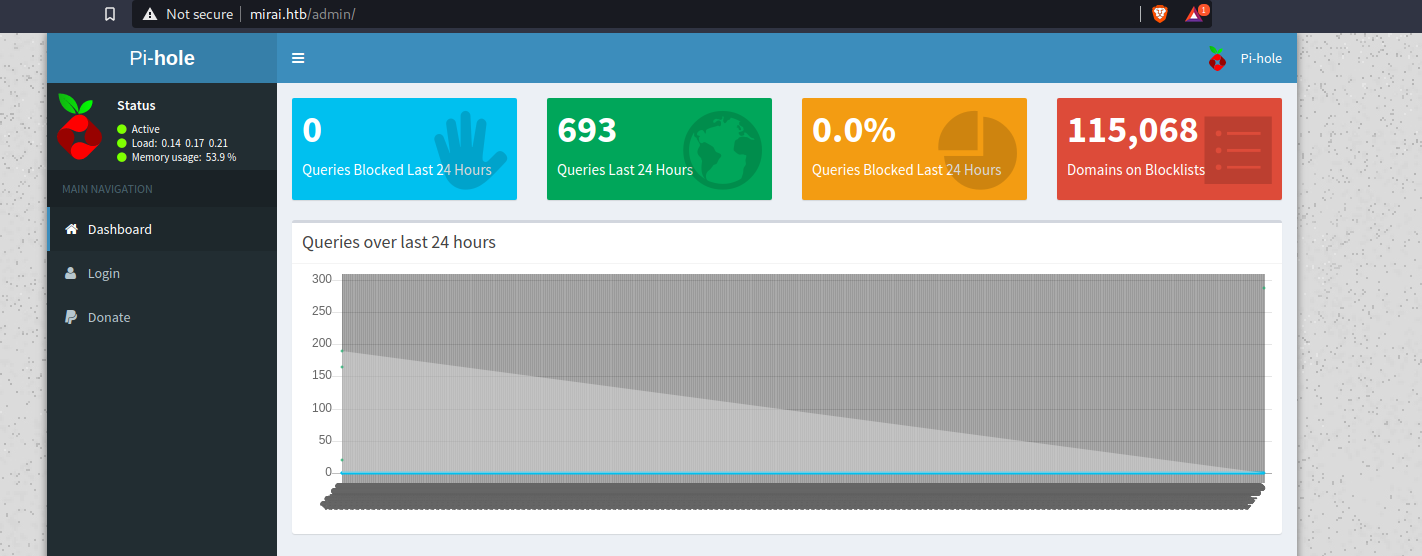 Not secure mirai.htb/admin/
1
Pi-hole
Pi-hole
Status
Active
Load: 0.14 0.17 0.21
Memory usage: 53.9 %
MAIN NAVIGATION
Dashboard
Login
Donate
0
Queries Blocked Last 24 Hours
693
Queries Last 24 Hours
0.0%
Queries Blocked Last 24 Hours
115,068
Domains on Blocklists
Queries over last 24 hours
300
250
200
150
100
50
0